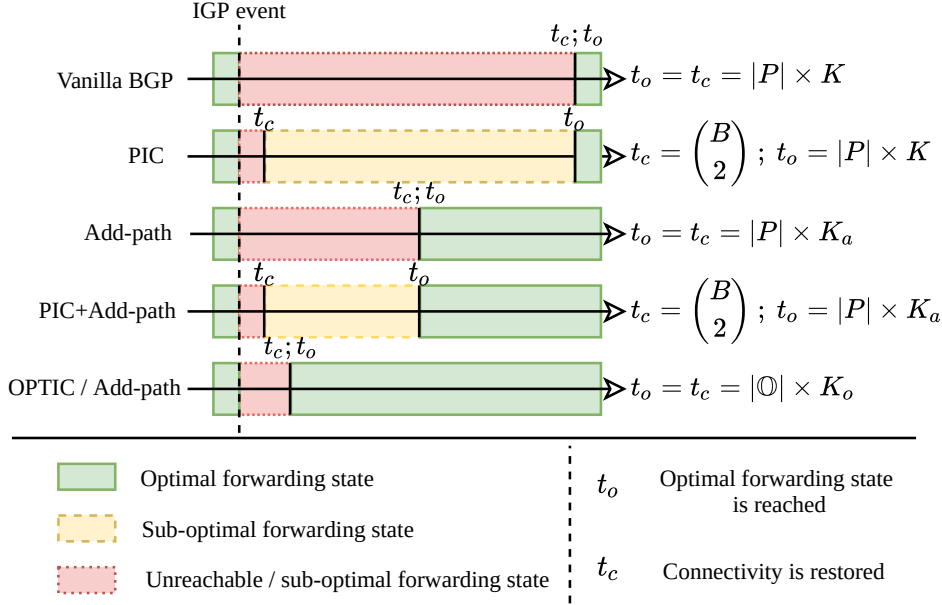 IGP event
t_c; t_o
Vanilla BGP
t_o = t_c = |P| × K
t_c
t_o
PIC
t_c = (B 2) ; t_o = |P| × K
t_c; t_o
Add-path
t_o = t_c = |P| × K_a
t_c
t_o
PIC+Add-path
t_c = (B 2) ; t_o = |P| × K_a
t_c; t_o
OPTIC / Add-path
t_o = t_c = |𝕆| × K_o
Optimal forwarding state
Sub-optimal forwarding state
Unreachable / sub-optimal forwarding state
t_o
Optimal forwarding state
is reached
t_c
Connectivity is restored